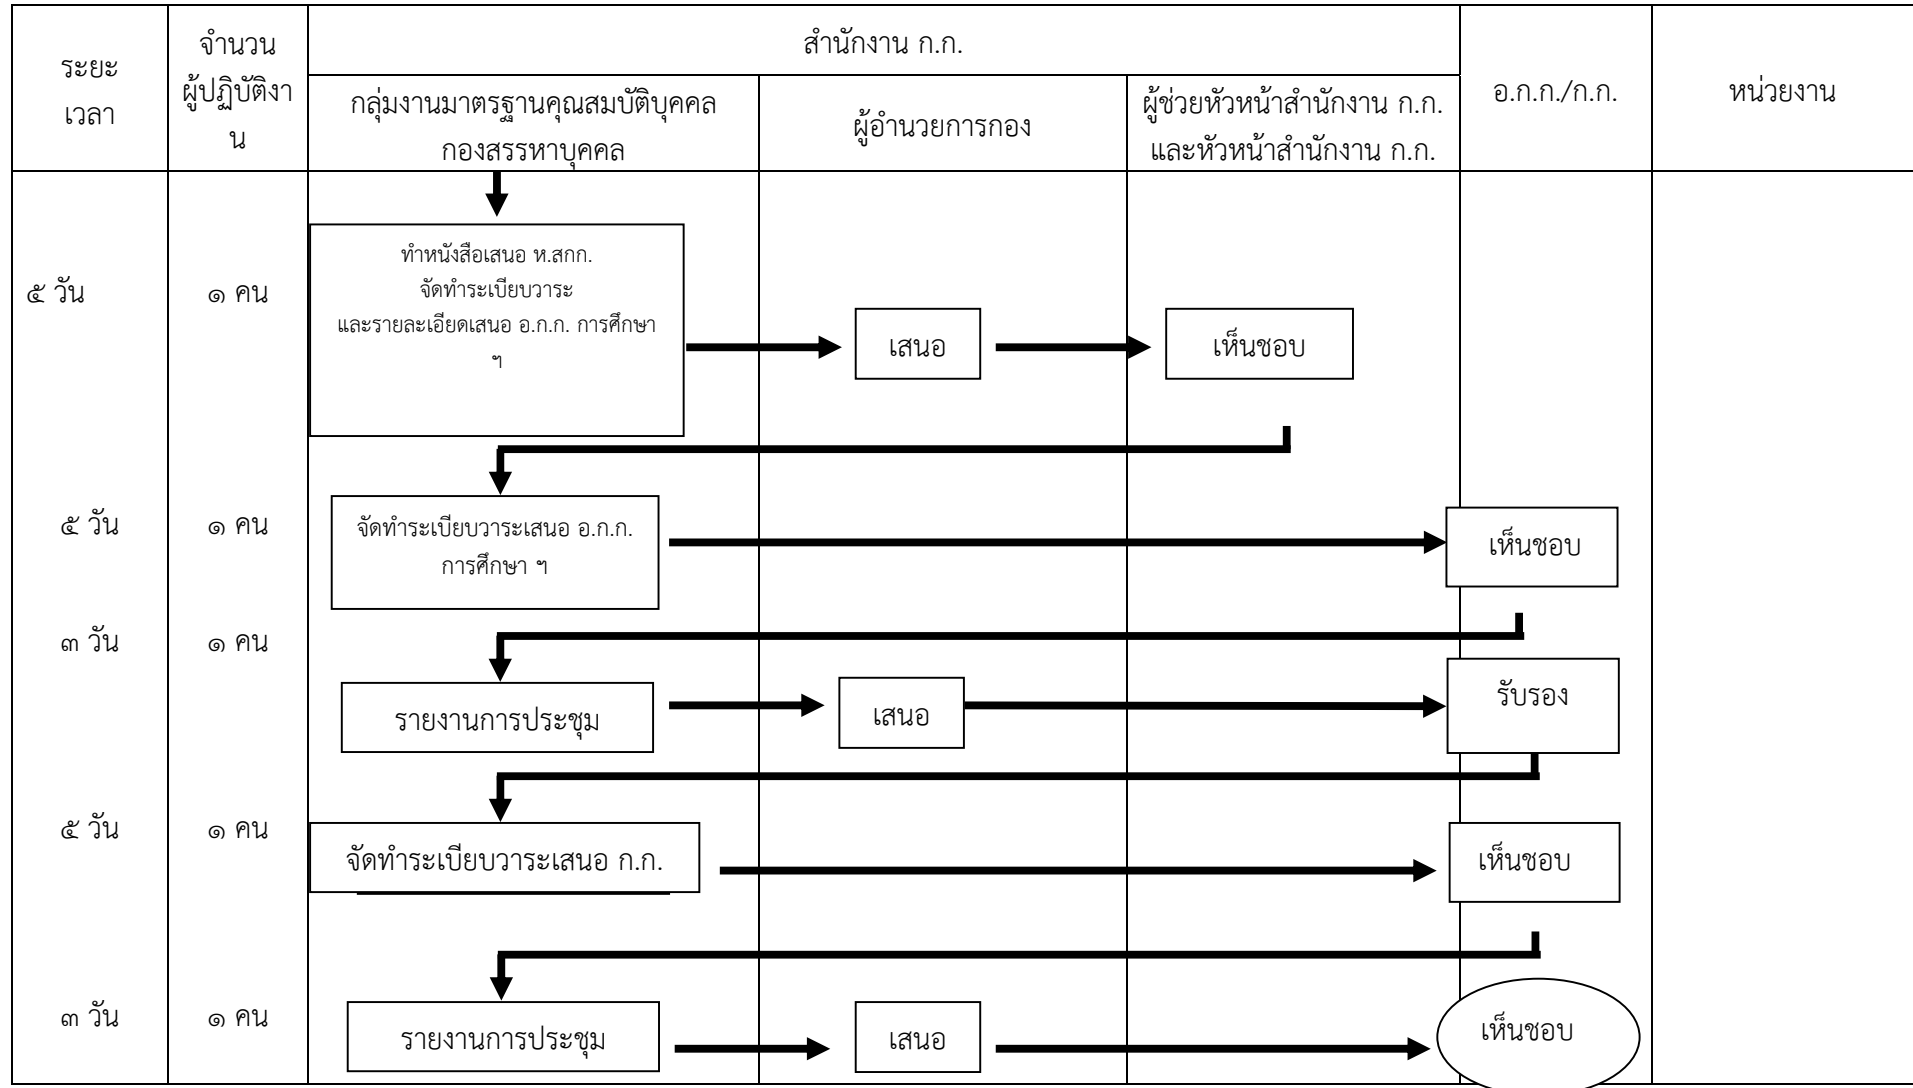 ระยะ
เวลา
จำนวน
ผู้ปฏิบัติงา
น
สำนักงาน ก.ก.
กลุ่มงานมาตรฐานคุณสมบัติบุคคล
กองสรรหาบุคคล
ผู้อำนวยการกอง
ผู้ช่วยหัวหน้าสำนักงาน ก.ก.
และหัวหน้าสำนักงาน ก.ก.
อ.ก.ก./ก.ก.
หน่วยงาน
๕ วัน
๑ คน
ทำหนังสือเสนอ ห.สกก.
จัดทำระเบียบวาระ
และรายละเอียดเสนอ อ.ก.ก. การศึกษา
ฯ
เสนอ
เห็นชอบ
๕ วัน
๑ คน
จัดทำระเบียบวาระเสนอ อ.ก.ก.
การศึกษา ฯ
เห็นชอบ
๓ วัน
๑ คน
รายงานการประชุม
เสนอ
รับรอง
๕ วัน
๑ คน
จัดทำระเบียบวาระเสนอ ก.ก.
เห็นชอบ
๓ วัน
๑ คน
รายงานการประชุม
เสนอ
เห็นชอบ